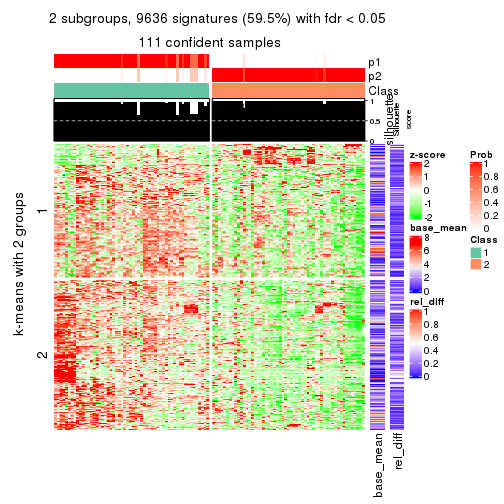 2 subgroups, 9636 signatures (59.5%) with fdr < 0.05
111 confident samples
p1
p2
Class
1
0.5
0
silhouette
Silhouette
score
k-means with 2 groups
1
2
base_mean
rel_diff
z-score
2
1
0
-1
-2
base_mean
8
6
4
2
0
rel_diff
1
0.8
0.6
0.4
0.2
0
Prob
1
0.8
0.6
0.4
0.2
0
Class
1
2